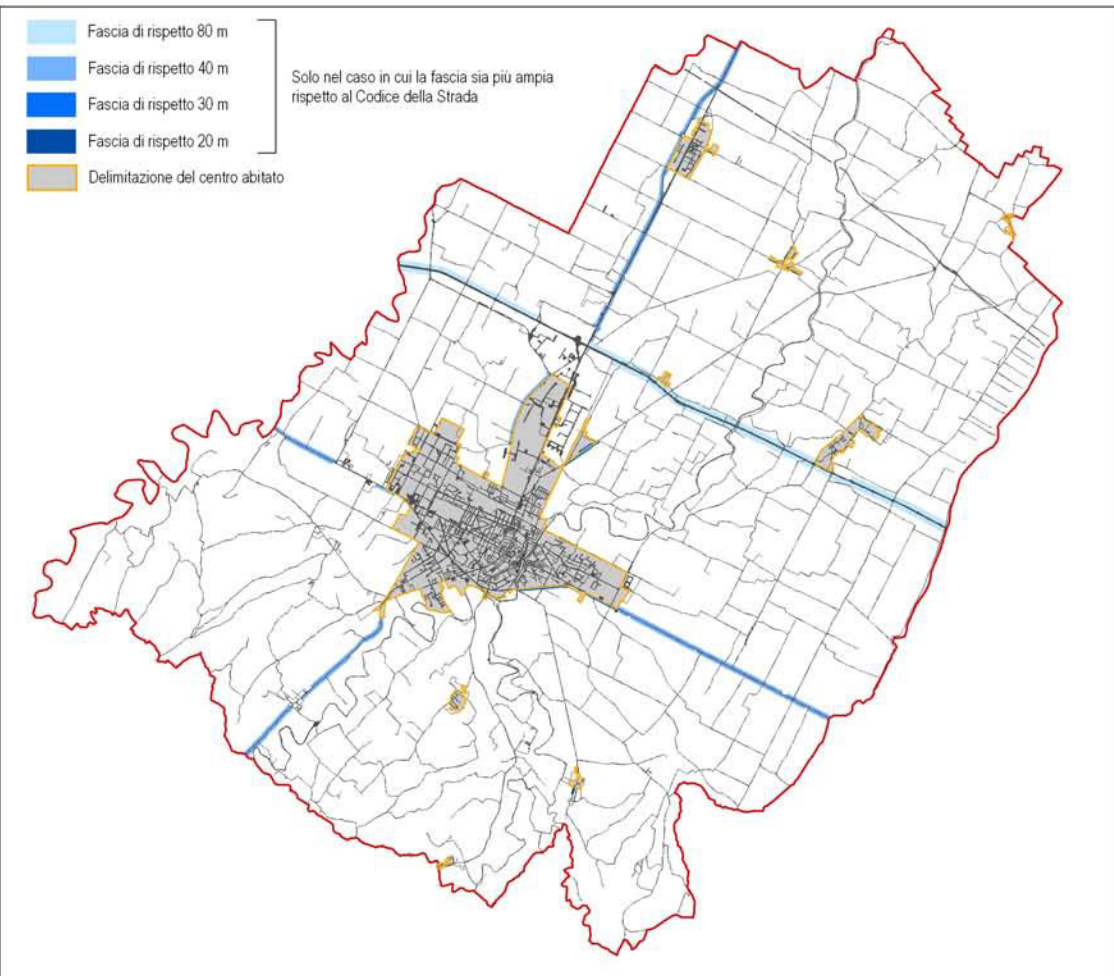 Fascia di rispetto 80 m
Fascia di rispetto 40 m
Fascia di rispetto 30 m
Fascia di rispetto 20 m
Solo nel caso in cui la fascia sia più ampia
rispetto al Codice della Strada
Delimitazione del centro abitato